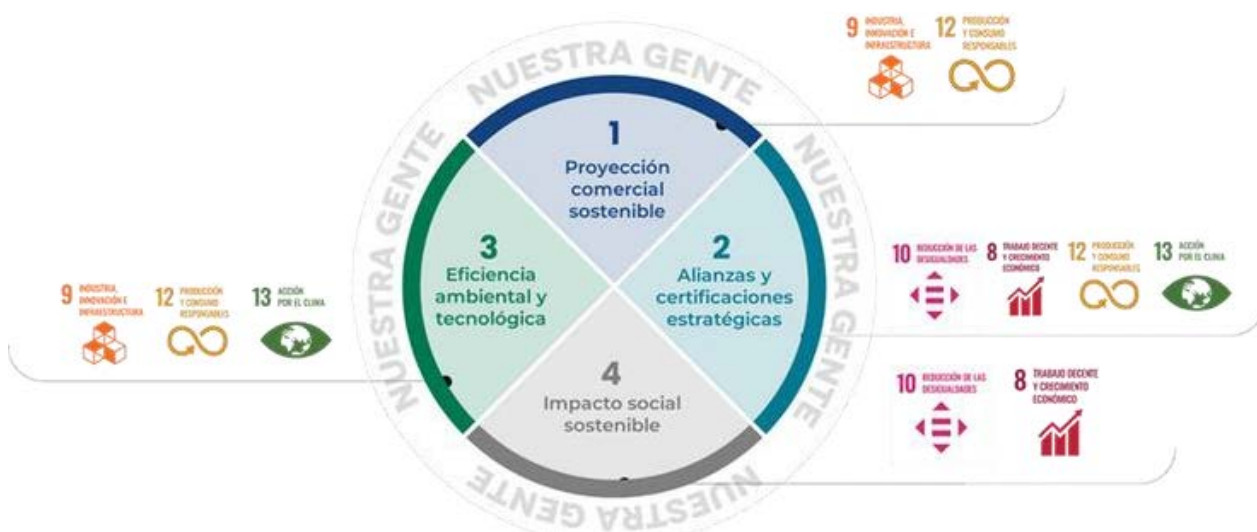 9 INDUSTRIA,
INNOVACIÓN E
INFRAESTRUCTURA
12 PRODUCCIÓN
Y CONSUMO
RESPONSABLES
NUESTRA GENTE
NUESTRA GENTE
NUESTRA GENTE
NUESTRA GENTE
1
Proyección
comercial
sostenible
2
Alianzas y
certificaciones
estratégicas
10 REDUCCIÓN DE LAS
DESIGUALDADES
8 TRABAJO DECENTE
Y CRECIMIENTO
ECONÓMICO
12 PRODUCCIÓN
Y CONSUMO
RESPONSABLES
13 ACCIÓN
POR EL CLIMA
3
Eficiencia
ambiental y
tecnológica
9 INDUSTRIA,
INNOVACIÓN E
INFRAESTRUCTURA
12 PRODUCCIÓN
Y CONSUMO
RESPONSABLES
13 ACCIÓN
POR EL CLIMA
4
Impacto social
sostenible
10 REDUCCIÓN DE LAS
DESIGUALDADES
8 TRABAJO DECENTE
Y CRECIMIENTO
ECONÓMICO